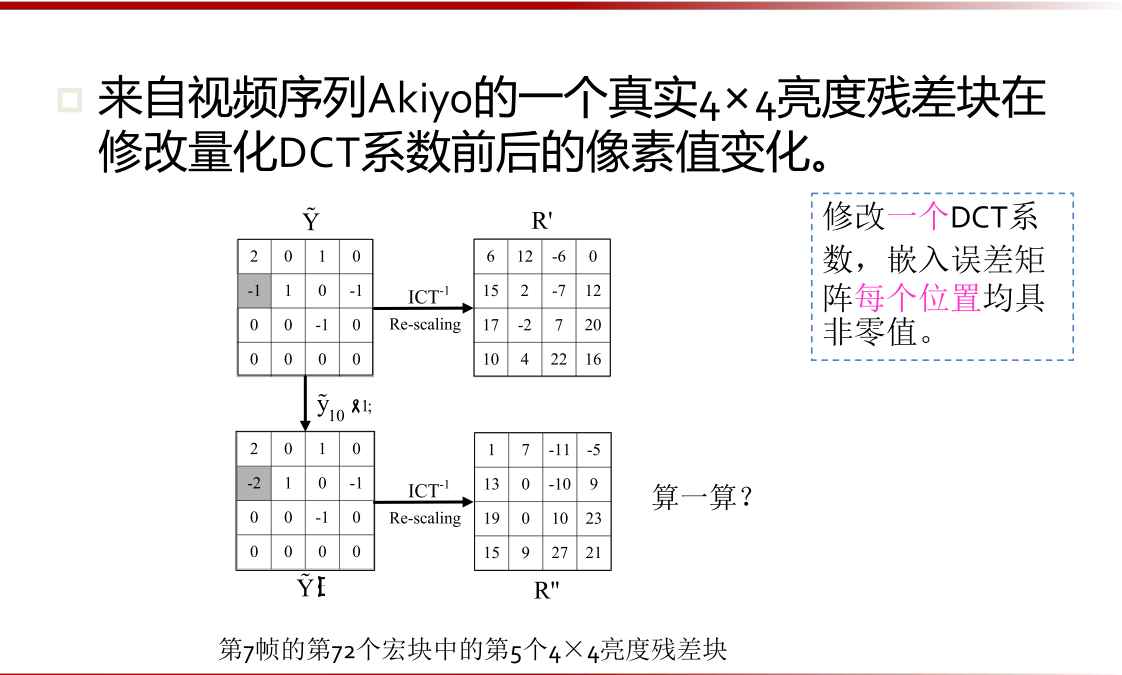 来自视频序列Akiyo的一个真实4×4亮度残差块在
修改量化DCT系数前后的像素值变化。
修改一个DCT系
数，嵌入误差矩
阵每个位置均具
非零值。
Ỹ
R'
2 0 1 0
-1 1 0 -1
0 0 -1 0
0 0 0 0
ICT-1
Re-scaling
6 12 -6 0
15 2 -7 12
17 -2 7 20
10 4 22 16
ỹ10 1;
2 0 1 0
-2 1 0 -1
0 0 -1 0
0 0 0 0
ICT-1
Re-scaling
1 7 -11 -5
13 0 -10 9
19 0 10 23
15 9 27 21
算一算？
Ỹ
R"
第7帧的第72个宏块中的第5个4×4亮度残差块